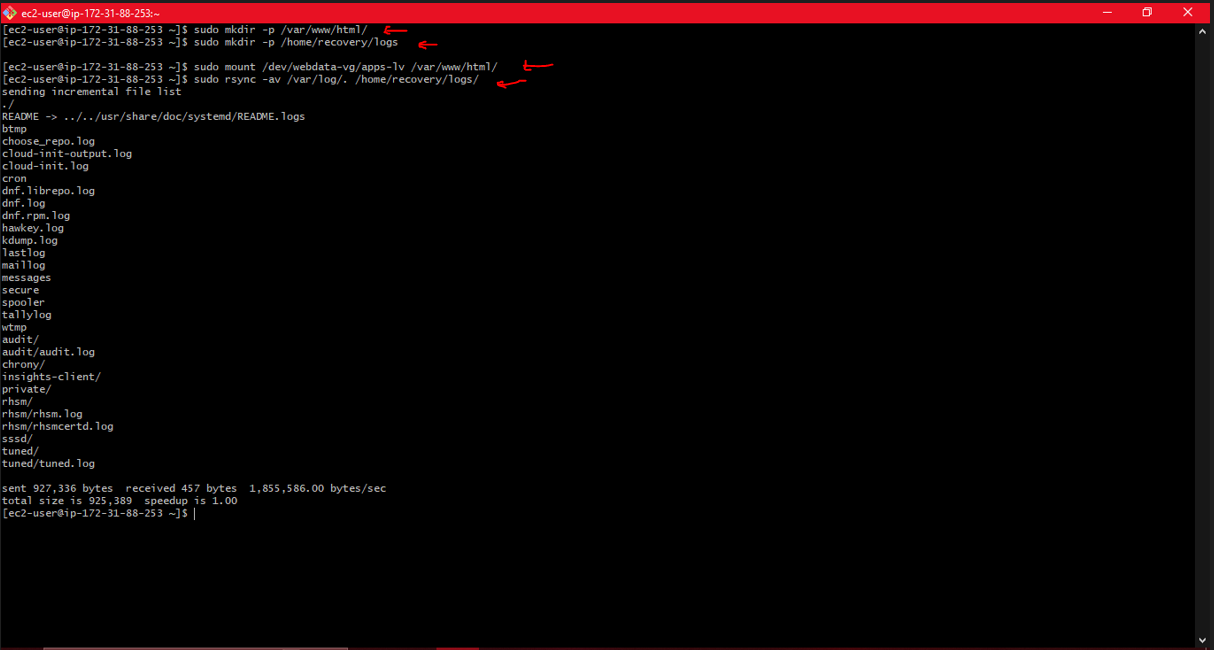 ec2-user@ip-172-31-88-253:~
[ec2-user@ip-172-31-88-253 ~]$ sudo mkdir -p /var/www/html/
[ec2-user@ip-172-31-88-253 ~]$ sudo mkdir -p /home/recovery/logs
[ec2-user@ip-172-31-88-253 ~]$ sudo mount /dev/webdata-vg/apps-lv /var/www/html/
[ec2-user@ip-172-31-88-253 ~]$ sudo rsync -av /var/log/. /home/recovery/logs/
sending incremental file list
./
README -> ../../usr/share/doc/systemd/README.logs
btmp
choose_repo.log
cloud-init-output.log
cloud-init.log
cron
dnf.librepo.log
dnf.log
dnf.rpm.log
hawkey.log
kdump.log
lastlog
maillog
messages
secure
spooler
tallylog
wtmp
audit/
audit/audit.log
chrony/
insights-client/
private/
rhsm/
rhsm/rhsm.log
rhsm/rhsmcertd.log
sssd/
tuned/
tuned/tuned.log
sent 927,336 bytes  received 457 bytes  1,855,586.00 bytes/sec
total size is 925,389  speedup is 1.00
[ec2-user@ip-172-31-88-253 ~]$